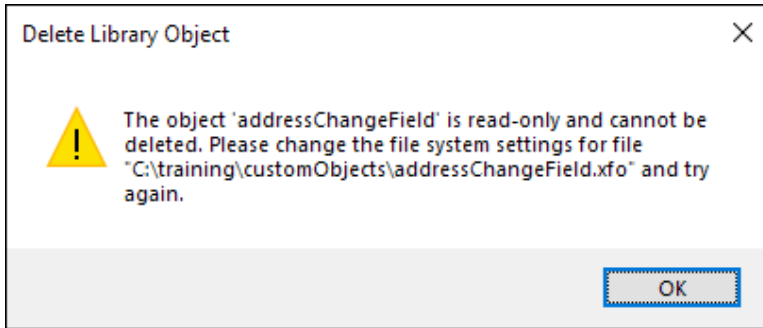 Delete Library Object
The object 'addressChangeField' is read-only and cannot be
deleted. Please change the file system settings for file
"C:\training\customObjects\addressChangeField.xfo" and try
again.
OK